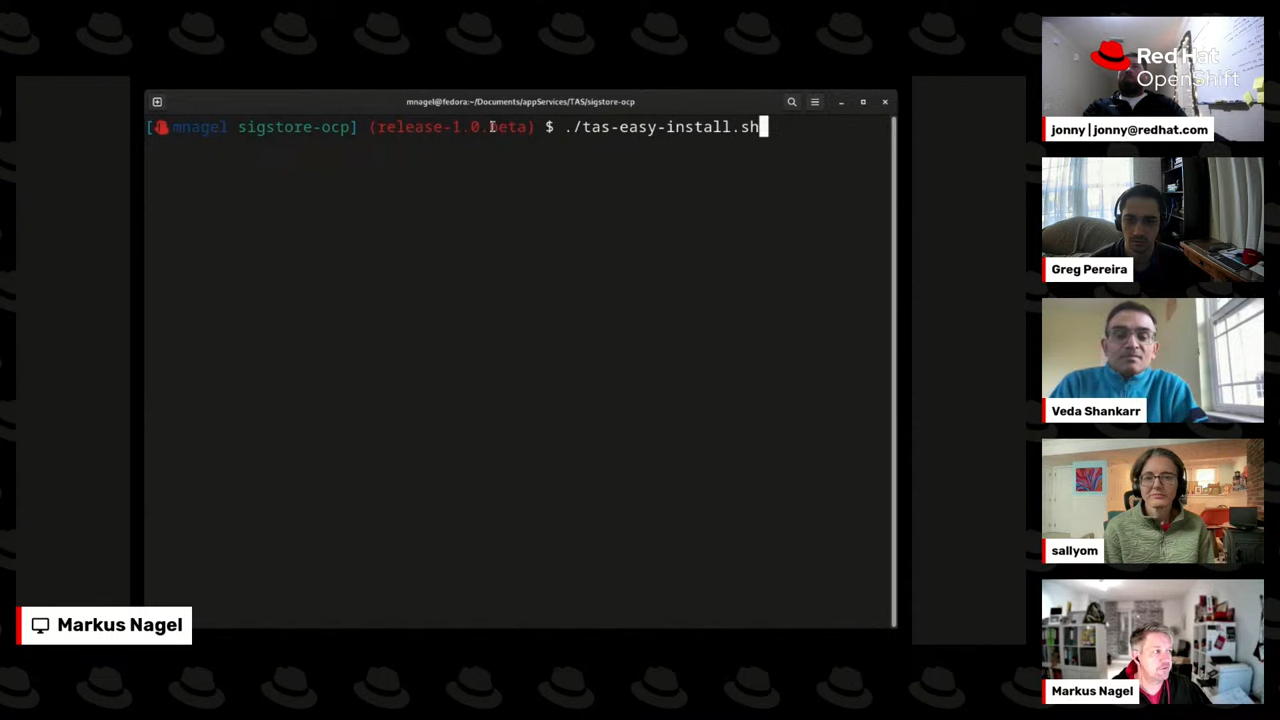 mnagel@fedora:~/Documents/appServices/TAS/sigstore-ocp
[ mnagel sigstore-ocp] (release-1.0.beta) $ ./tas-easy-install.sh
Markus Nagel
Red Hat
OpenShift
jonny | jonny@redhat.com
Greg Pereira
Veda Shankarr
sallyom
Markus Nagel